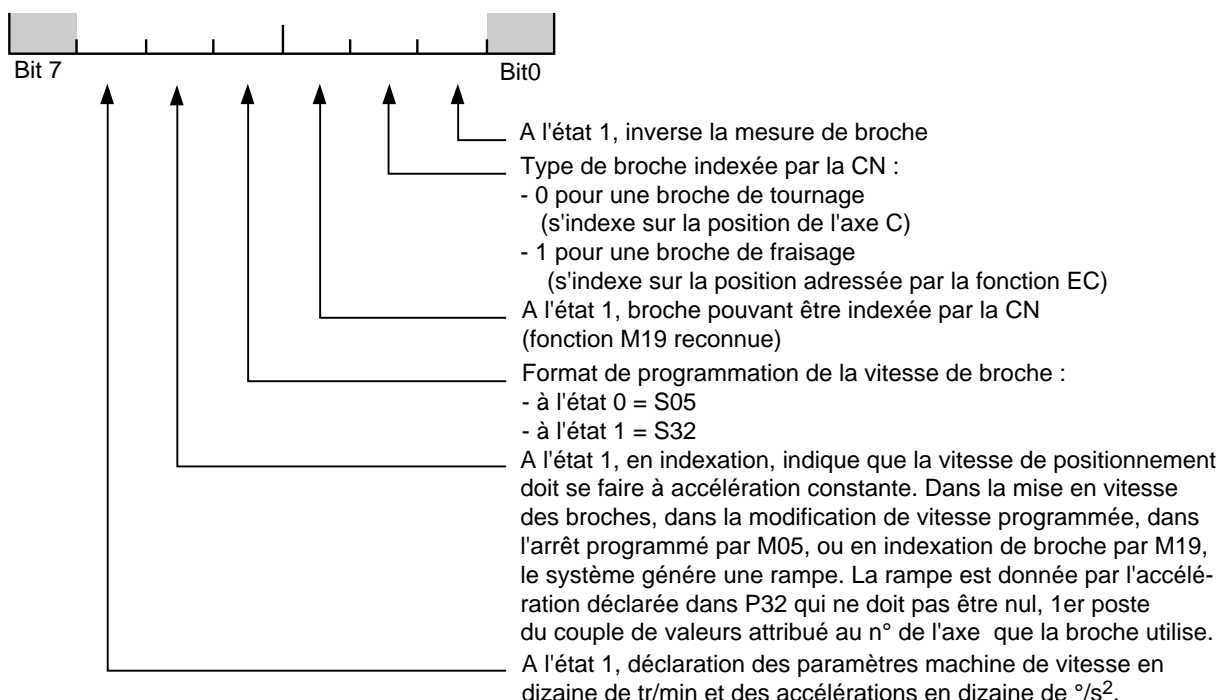 Bit 7
Bit0
A l'état 1, inverse la mesure de broche
Type de broche indexée par la CN :
- 0 pour une broche de tournage
(s'indexe sur la position de l'axe C)
- 1 pour une broche de fraisage
(s'indexe sur la position adressée par la fonction EC)
A l'état 1, broche pouvant être indexée par la CN
(fonction M19 reconnue)
Format de programmation de la vitesse de broche :
- à l'état 0 = S05
- à l'état 1 = S32
A l'état 1, en indexation, indique que la vitesse de positionnement
doit se faire à accélération constante. Dans la mise en vitesse
des broches, dans la modification de vitesse programmée, dans
l'arrêt programmé par M05, ou en indexation de broche par M19,
le système génére une rampe. La rampe est donnée par l'accélé-
ration déclarée dans P32 qui ne doit pas être nul, 1er poste
du couple de valeurs attribué au n° de l'axe que la broche utilise.
A l'état 1, déclaration des paramètres machine de vitesse en
dizaine de tr/min et des accélérations en dizaine de °/s².